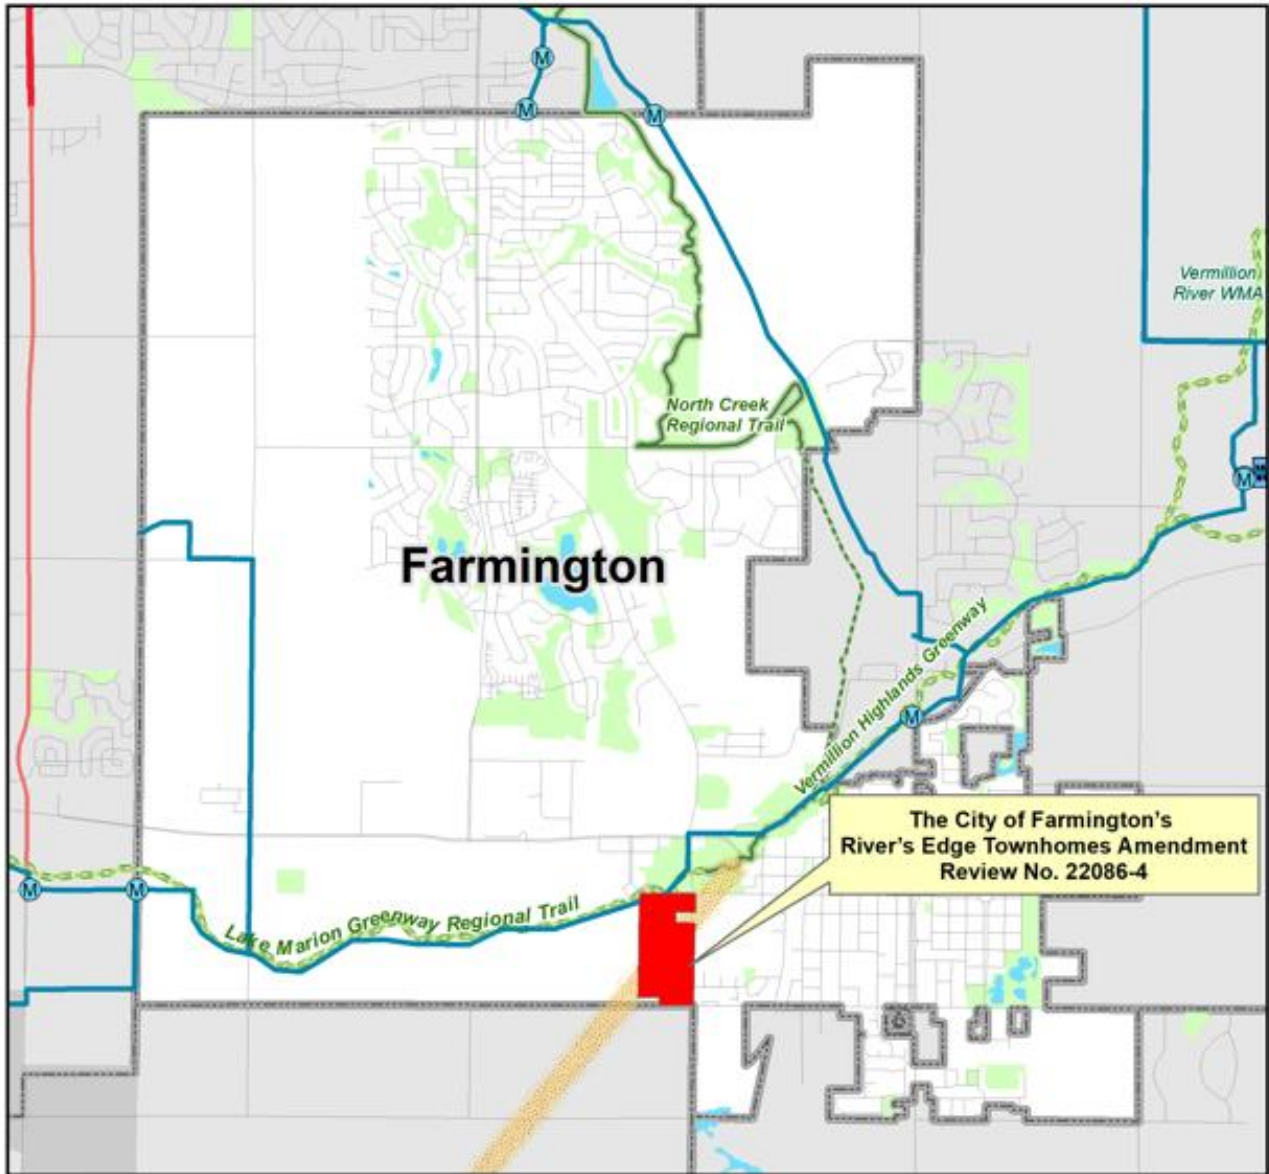 M
M
M
Vermillion
River WMA
North Creek
Regional Trail
M
Farmington
Vermillion Highlands Greenway
M
The City of Farmington's
River's Edge Townhomes Amendment
Review No. 22086-4
M
M
Lake Marion Greenway Regional Trail